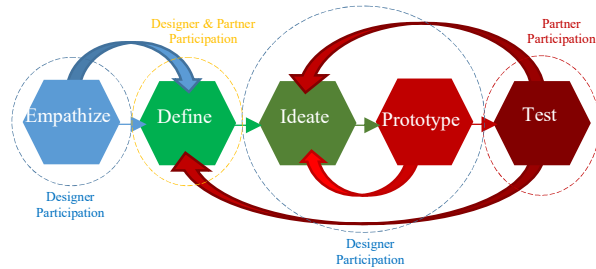 Designer & Partner
Participation
Partner
Participation
Empathize
Define
Ideate
Prototype
Test
Designer
Participation
Designer
Participation